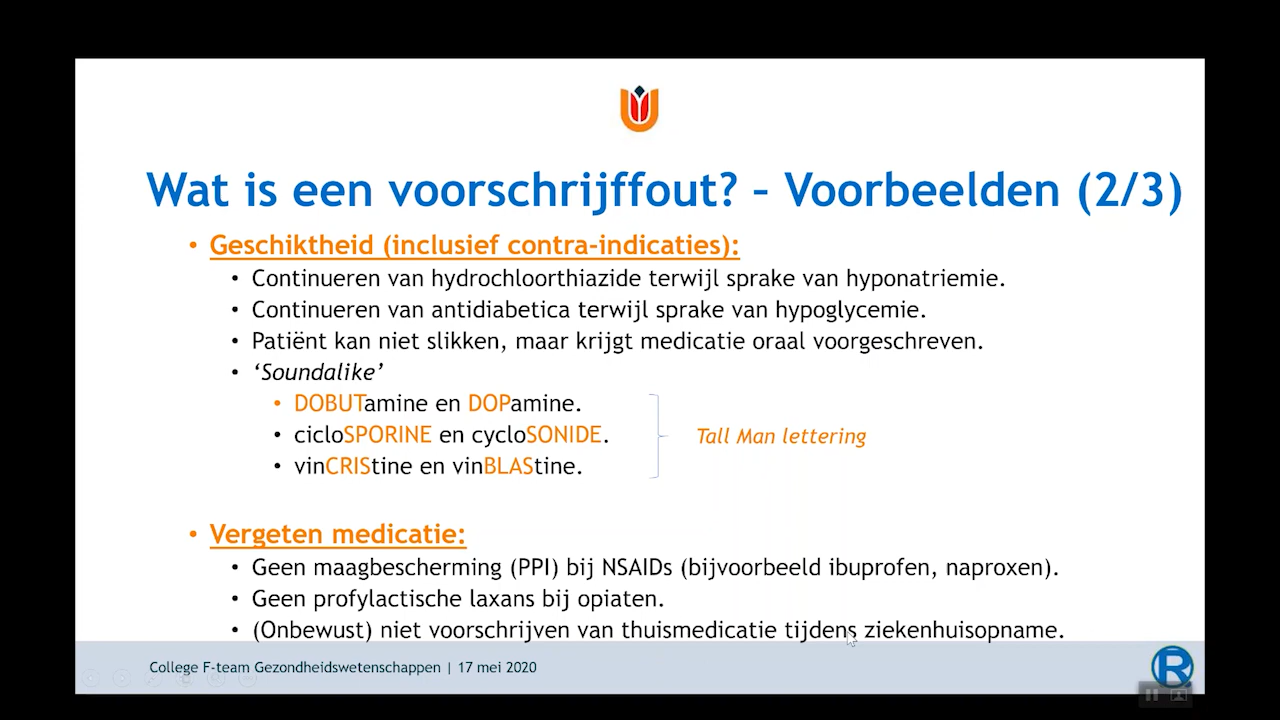 Wat is een voorschrijffout? – Voorbeelden (2/3)
• Geschiktheid (inclusief contra-indicaties):
• Continueren van hydrochloorthiazide terwijl sprake van hyponatriemie.
• Continueren van antidiabetica terwijl sprake van hypoglycemie.
• Patiënt kan niet slikken, maar krijgt medicatie oraal voorgeschreven.
• ‘Soundalike’
• DOBUTamine en DOPamine.
• cicloSPORINE en cycloSONIDE.
• vinCRIStine en vinBLAStine.
Tall Man lettering
• Vergeten medicatie:
• Geen maagbescherming (PPI) bij NSAIDs (bijvoorbeeld ibuprofen, naproxen).
• Geen profylactische laxans bij opiaten.
• (Onbewust) niet voorschrijven van thuismedicatie tijdens ziekenhuisopname.
College F-team Gezondheidswetenschappen | 17 mei 2020
R